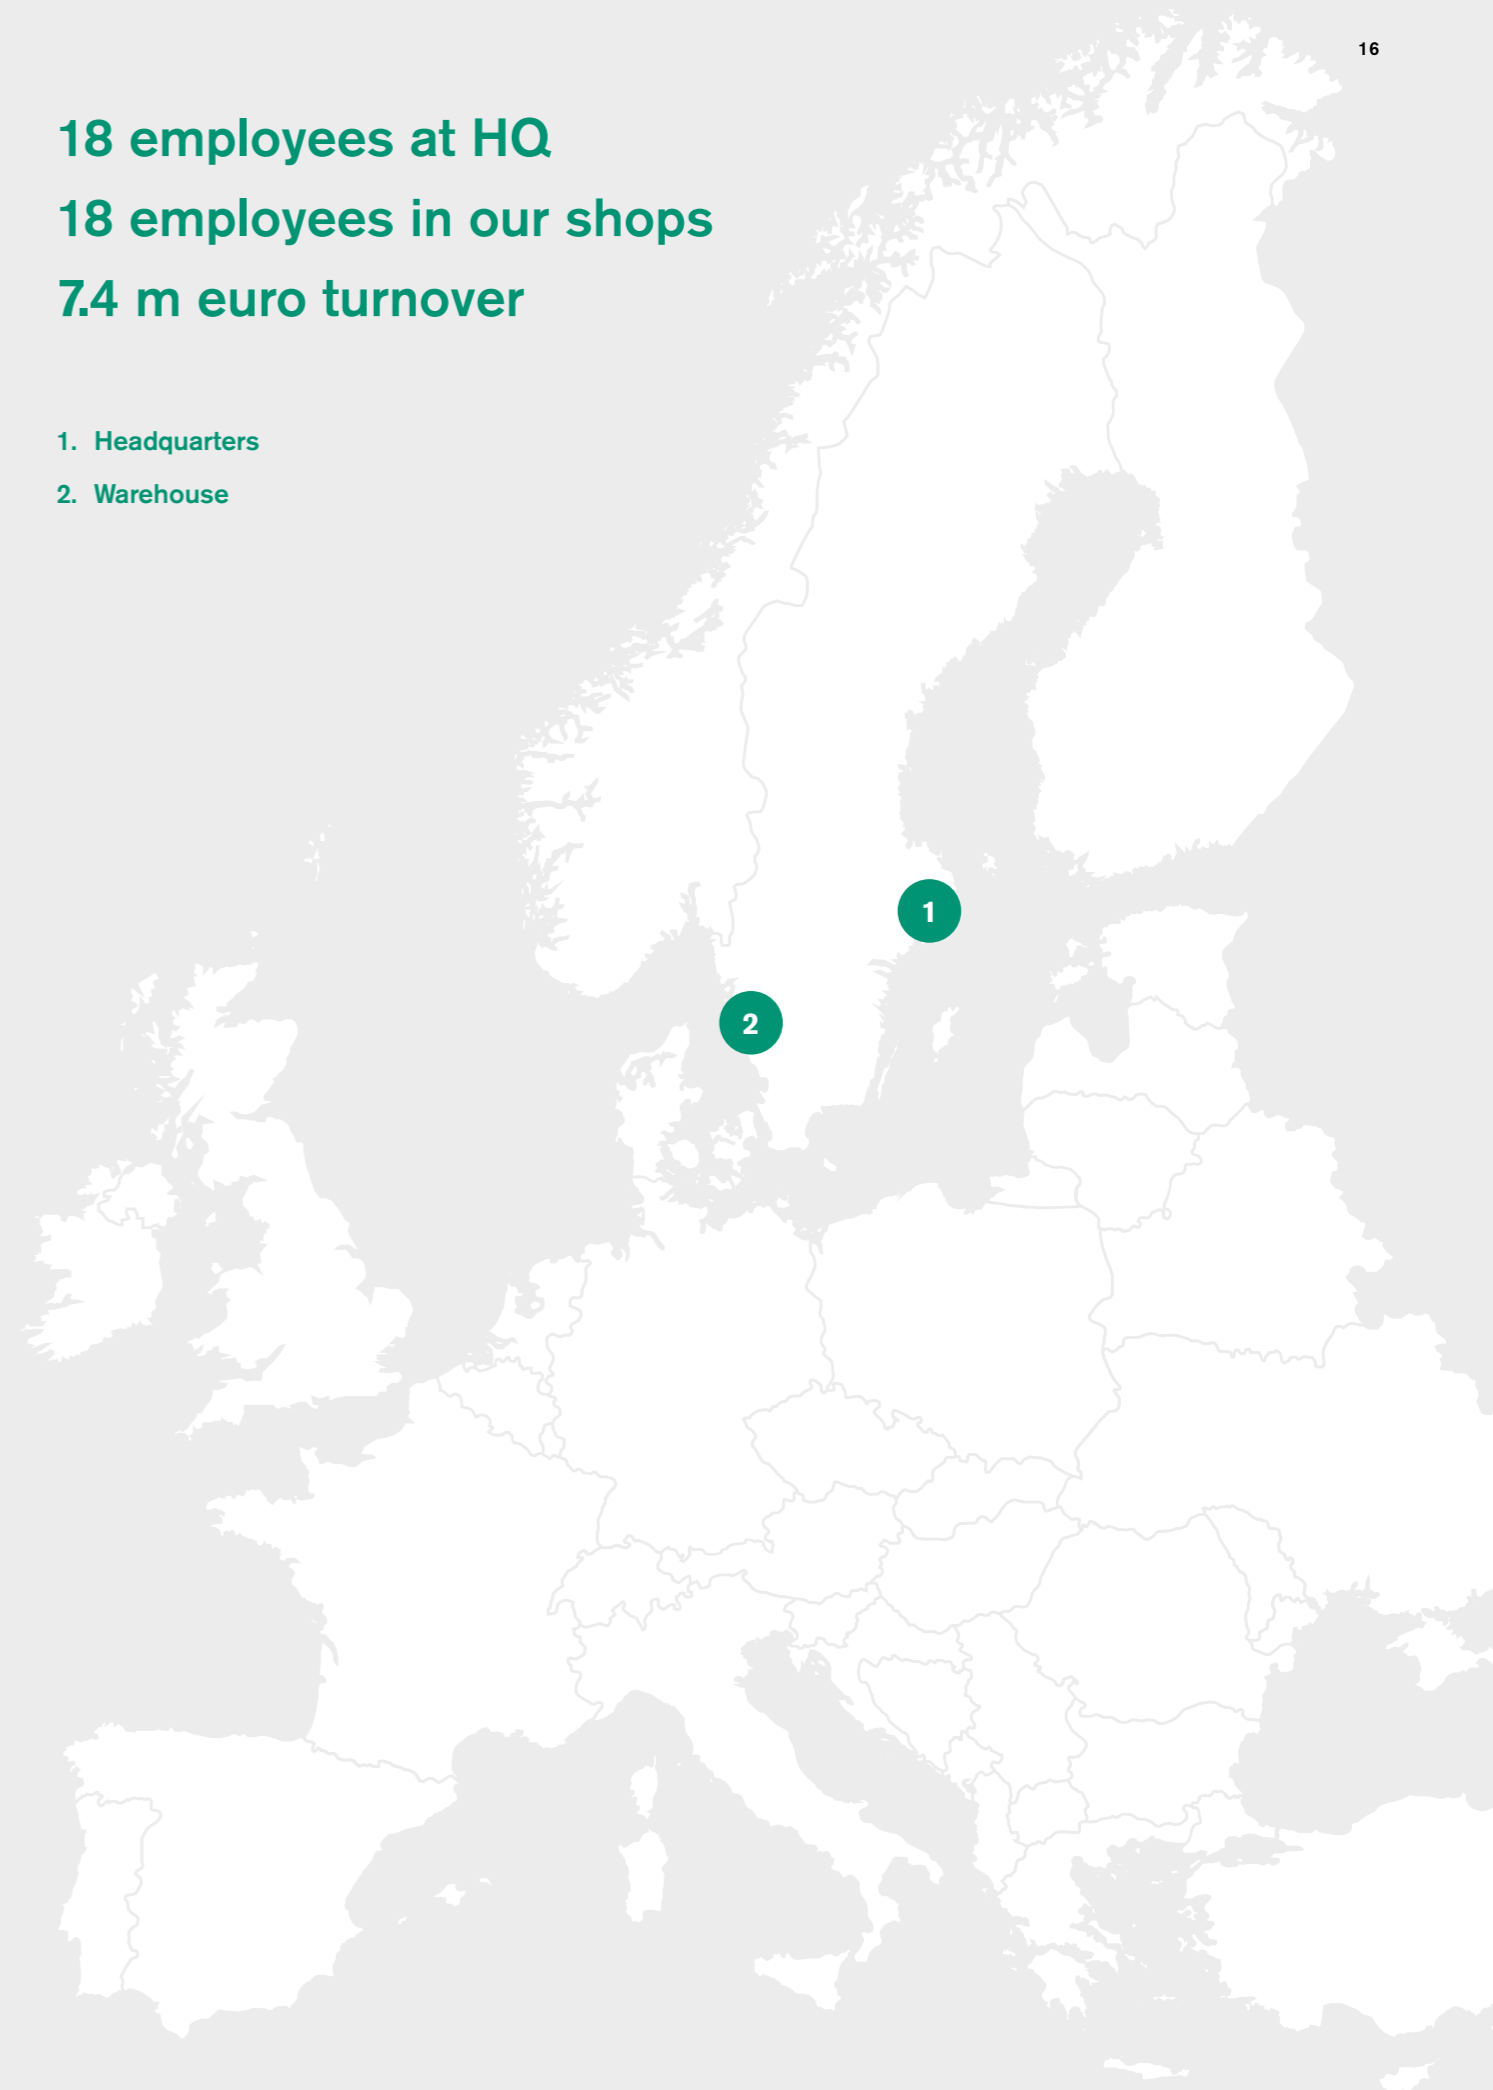 16
18 employees at HQ
18 employees in our shops
7.4 m euro turnover
1. Headquarters
2. Warehouse
1
2